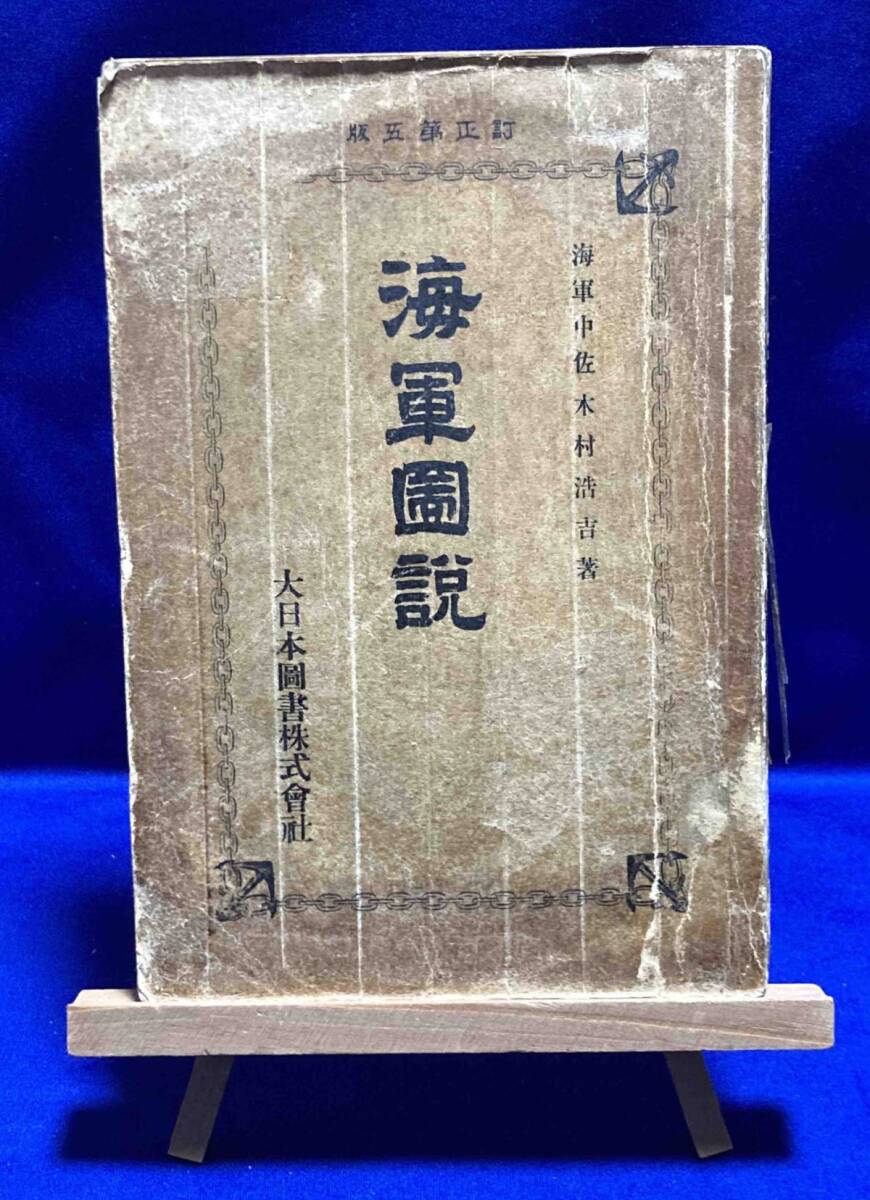 訂正第五版
海軍中佐 木村浩吉著
海軍圖說
大日本圖書株式會社